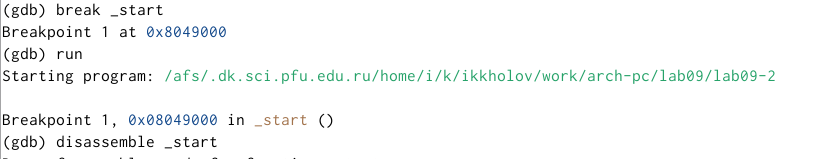 (gdb) break _start
Breakpoint 1 at 0x8049000
(gdb) run
Starting program: /afs/.dk.sci.pfu.edu.ru/home/i/k/ikkholov/work/arch-pc/lab09/lab09-2
Breakpoint 1, 0x08049000 in _start ()
(gdb) disassemble _start